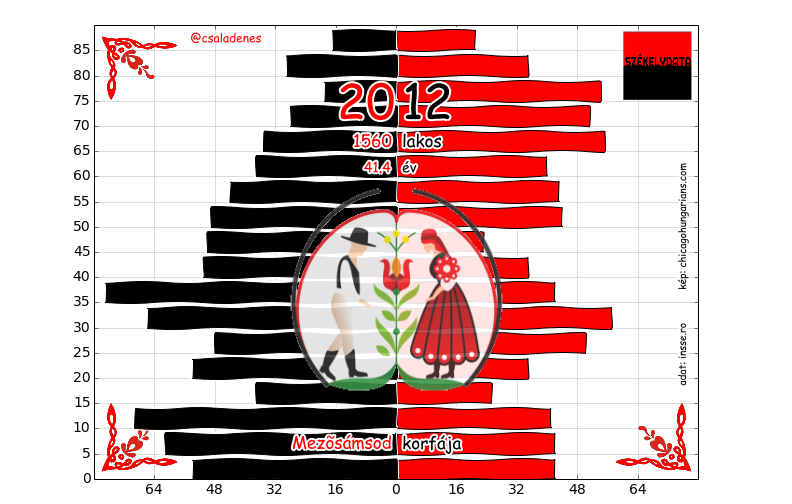 @csaladenes
SZÉKELYDATA
2012
1560 lakos
41,4 év
kép: chicagohungarians.com
adat: insse.ro
Mezõsámsod korfája
85
80
75
70
65
60
55
50
45
40
35
30
25
20
15
10
5
0
64 48 32 16 0 16 32 48 64